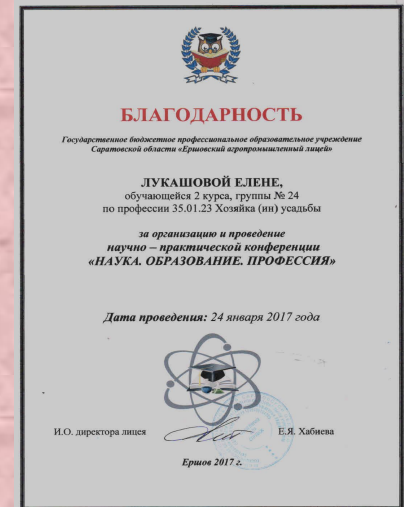 БЛАГОДАРНОСТЬ
Государственное бюджетное профессиональное образовательное учреждение
Саратовской области «Ершовский агропромышленный лицей»
ЛУКАШОВОЙ ЕЛЕНЕ,
обучающейся 2 курса, группы № 24
по профессии 35.01.23 Хозяйка (ин) усадьбы
за организацию и проведение
научно – практической конференции
«НАУКА. ОБРАЗОВАНИЕ. ПРОФЕССИЯ»
Дата проведения: 24 января 2017 года
И.О. директора лицея Е.Я. Хабиева
Ершов 2017 г.